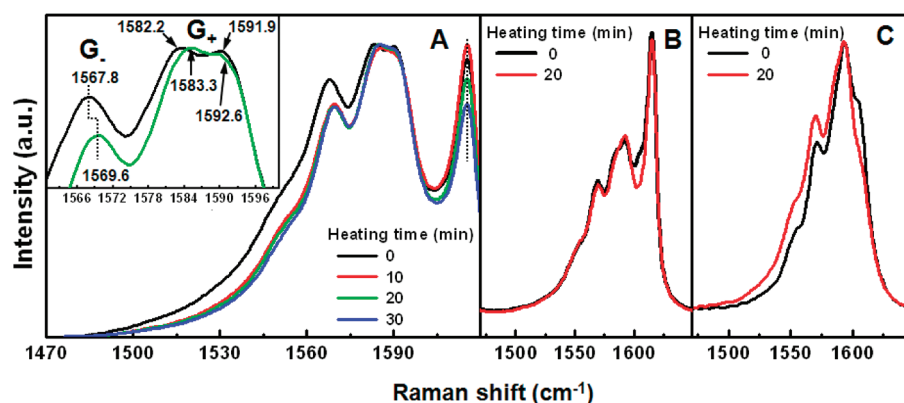 Intensity (a.u.)
G-
G+
1582.2
1591.9
1567.8
1583.3
1592.6
1569.6
1566 1572 1578 1584 1590 1596
A
Heating time (min)
0
10
20
30
1470 1500 1530 1560 1590
Heating time (min)
0
20
B
1500 1550 1600
Heating time (min)
0
20
C
1500 1550 1600
Raman shift (cm⁻¹)